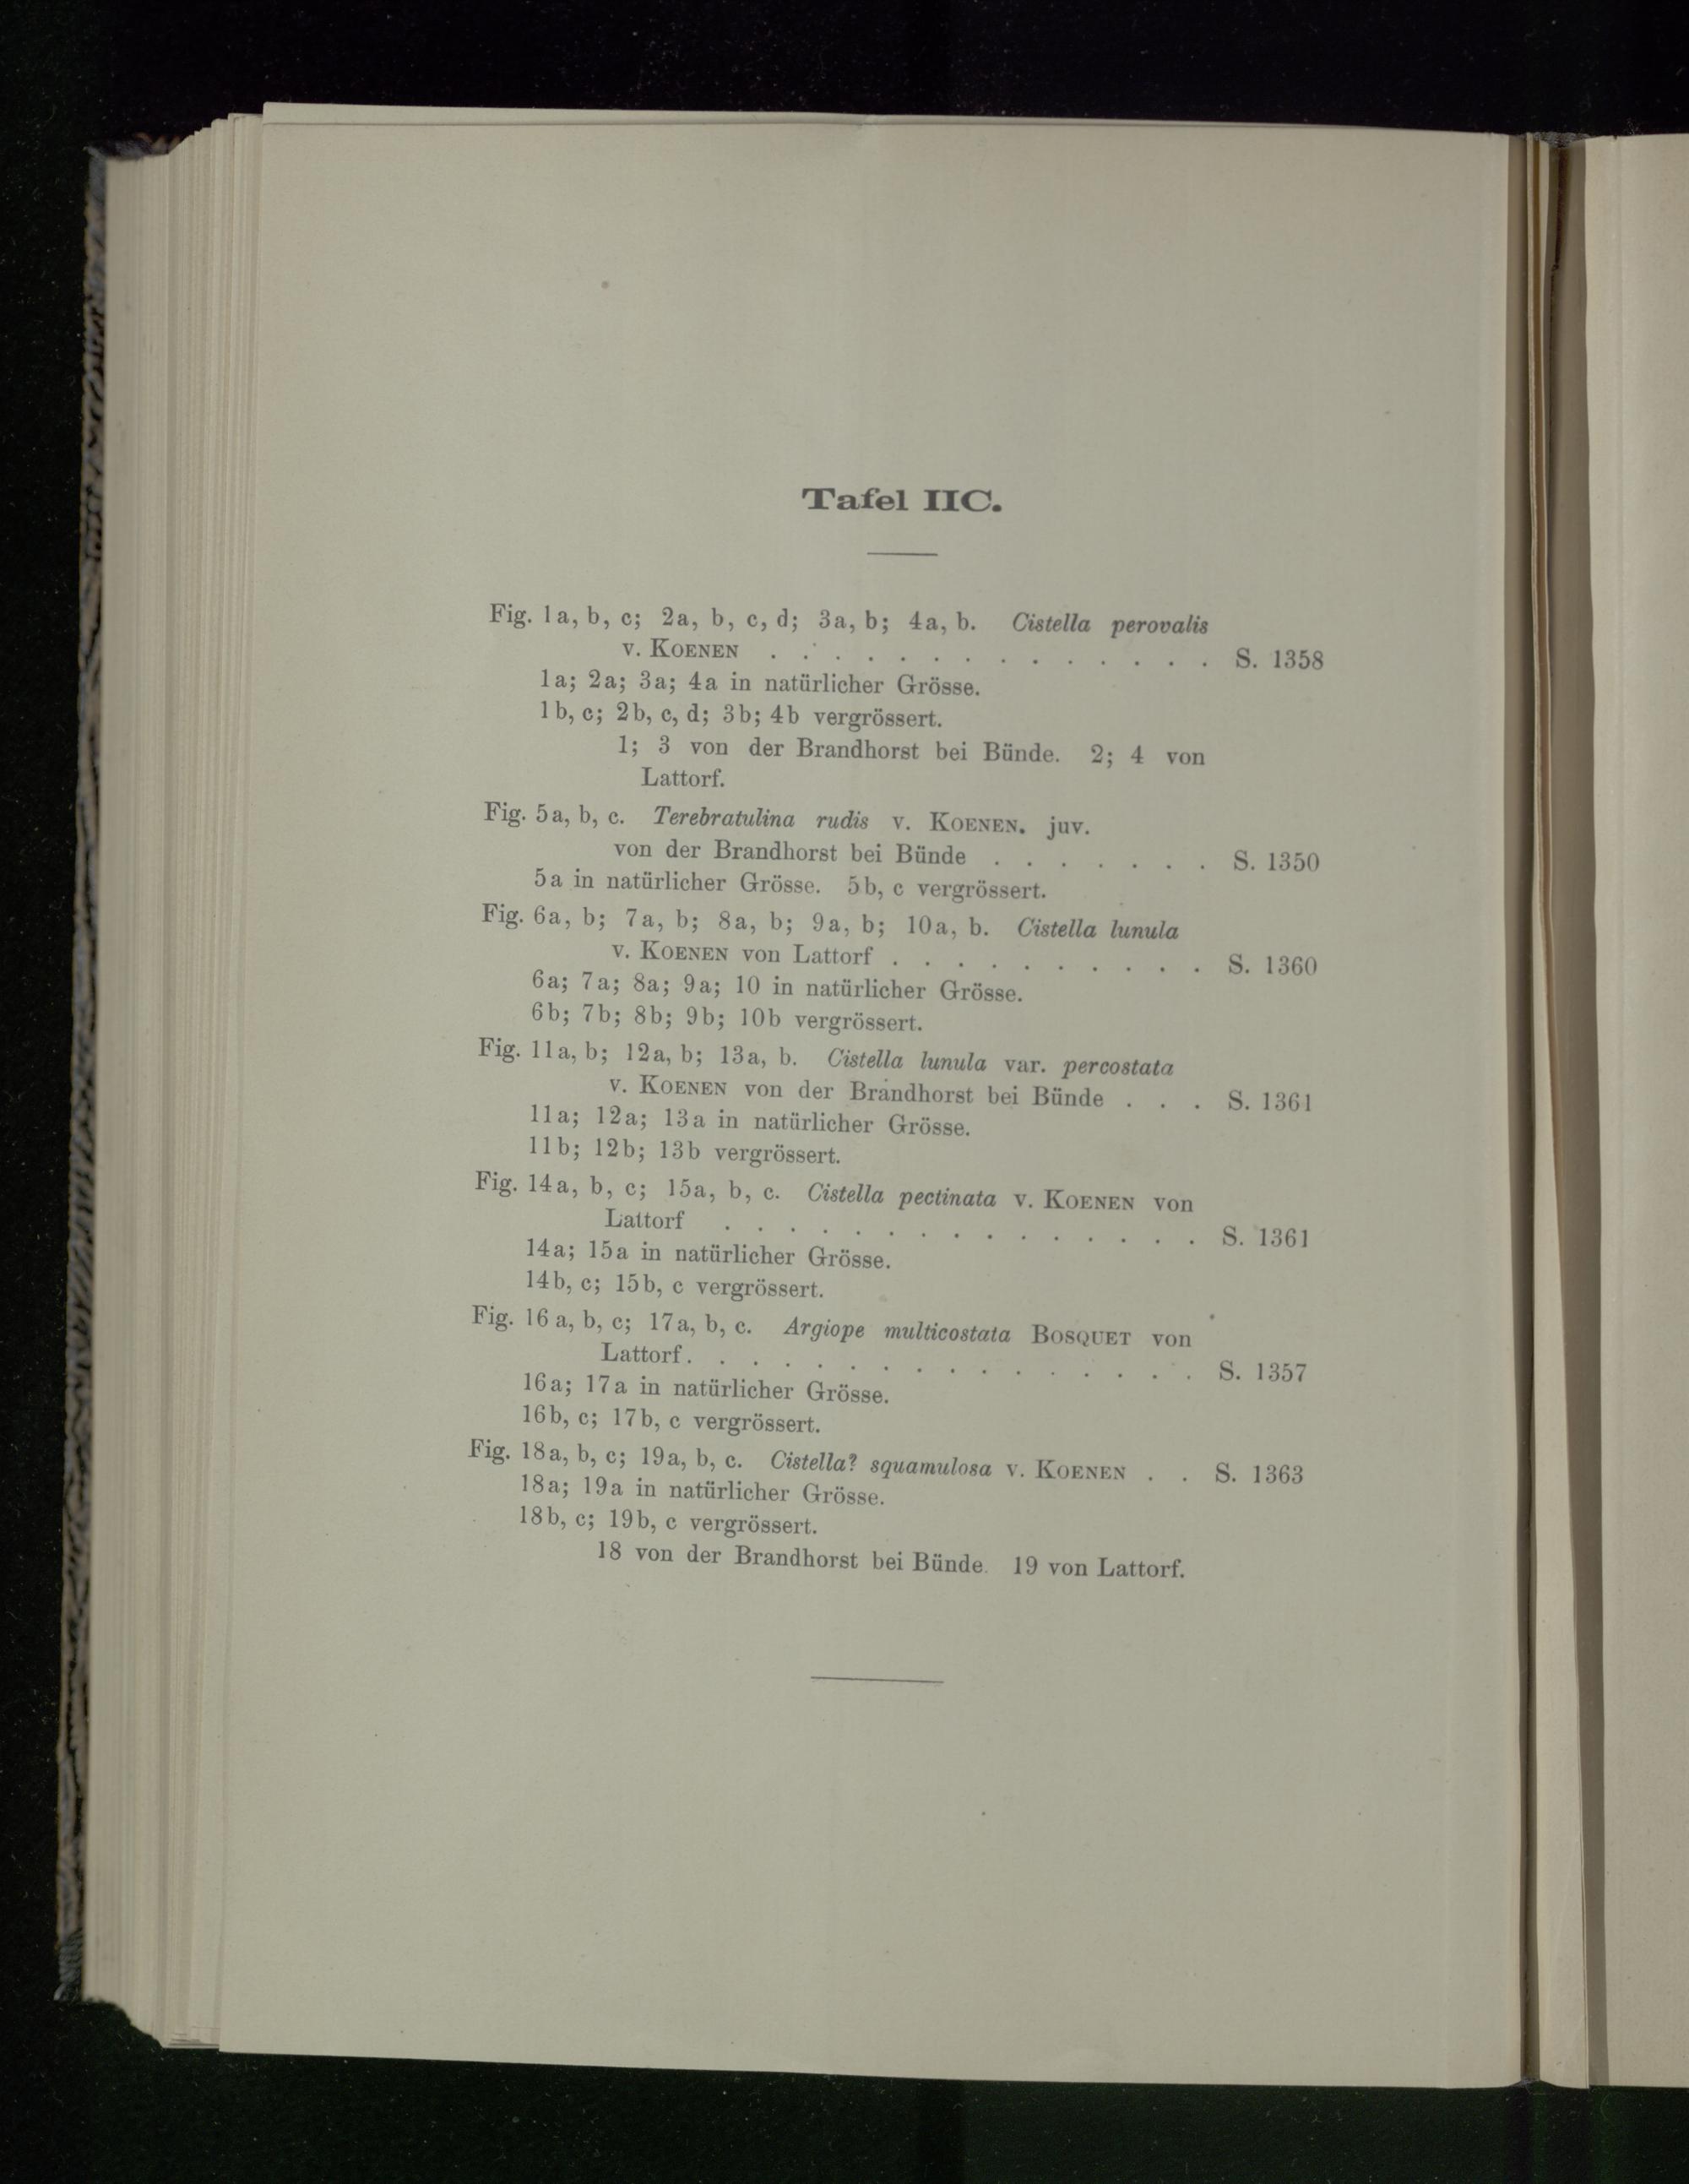 Tafel IIC.
Fig. 1a, b, c; 2a, b, c, d; 3a, b; 4a, b. Cistella perovalis
v. Koenen . . . . . . . . . . . . . . S. 1358
1a; 2a; 3a; 4a in natürlicher Grösse.
1b, c; 2b, c, d; 3b; 4b vergrössert.
1; 3 von der Brandhorst bei Bünde. 2; 4 von
Lattorf.
Fig. 5a, b, c. Terebratulina rudis v. Koenen. juv.
von der Brandhorst bei Bünde . . . . . . . S. 1350
5a in natürlicher Grösse. 5b, c vergrössert.
Fig. 6a, b; 7a, b; 8a, b; 9a, b; 10a, b. Cistella lunula
v. Koenen von Lattorf . . . . . . . . . . S. 1360
6a; 7a; 8a; 9a; 10 in natürlicher Grösse.
6b; 7b; 8b; 9b; 10b vergrössert.
Fig. 11a, b; 12a, b; 13a, b. Cistella lunula var. percostata
v. Koenen von der Brandhorst bei Bünde . . . S. 1361
11a; 12a; 13a in natürlicher Grösse.
11b; 12b; 13b vergrössert.
Fig. 14a, b, c; 15a, b, c. Cistella pectinata v. Koenen von
Lattorf . . . . . . . . . . . . . . . S. 1361
14a; 15a in natürlicher Grösse.
14b, c; 15b, c vergrössert.
Fig. 16a, b, c; 17a, b, c. Argiope multicostata Bosquet von
Lattorf. . . . . . . . . . . . . . . . S. 1357
16a; 17a in natürlicher Grösse.
16b, c; 17b, c vergrössert.
Fig. 18a, b, c; 19a, b, c. Cistella? squamulosa v. Koenen . . S. 1363
18a; 19a in natürlicher Grösse.
18b, c; 19b, c vergrössert.
18 von der Brandhorst bei Bünde. 19 von Lattorf.